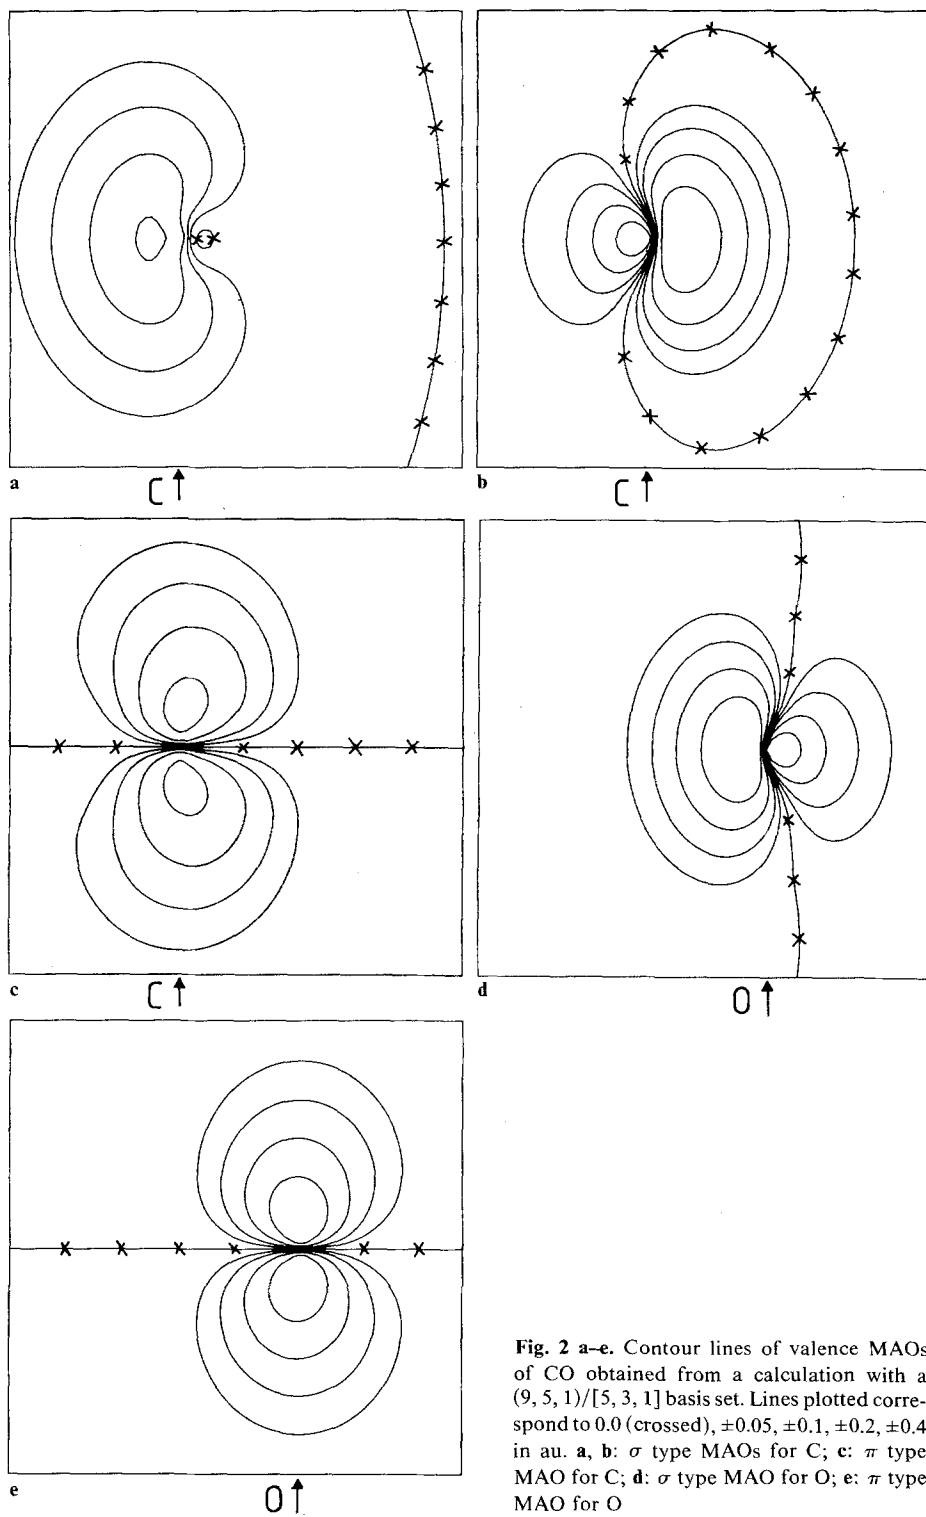 a
C ↑
b
C ↑
c
C ↑
d
O ↑
e
O ↑
Fig. 2 a–e. Contour lines of valence MAOs
of CO obtained from a calculation with a
(9, 5, 1)/[5, 3, 1] basis set. Lines plotted corre-
spond to 0.0 (crossed), ±0.05, ±0.1, ±0.2, ±0.4
in au. a, b: σ type MAOs for C; c: π type
MAO for C; d: σ type MAO for O; e: π type
MAO for O